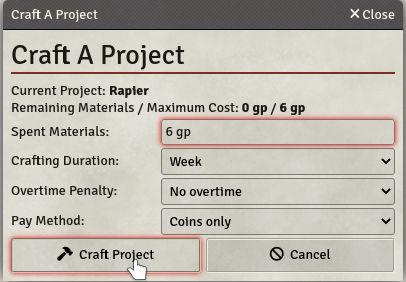 Craft A Project
Close
Craft A Project
Current Project: Rapier
Remaining Materials / Maximum Cost: 0 gp / 6 gp
Spent Materials: 6 gp
Crafting Duration: Week
Overtime Penalty: No overtime
Pay Method: Coins only
Craft Project
Cancel